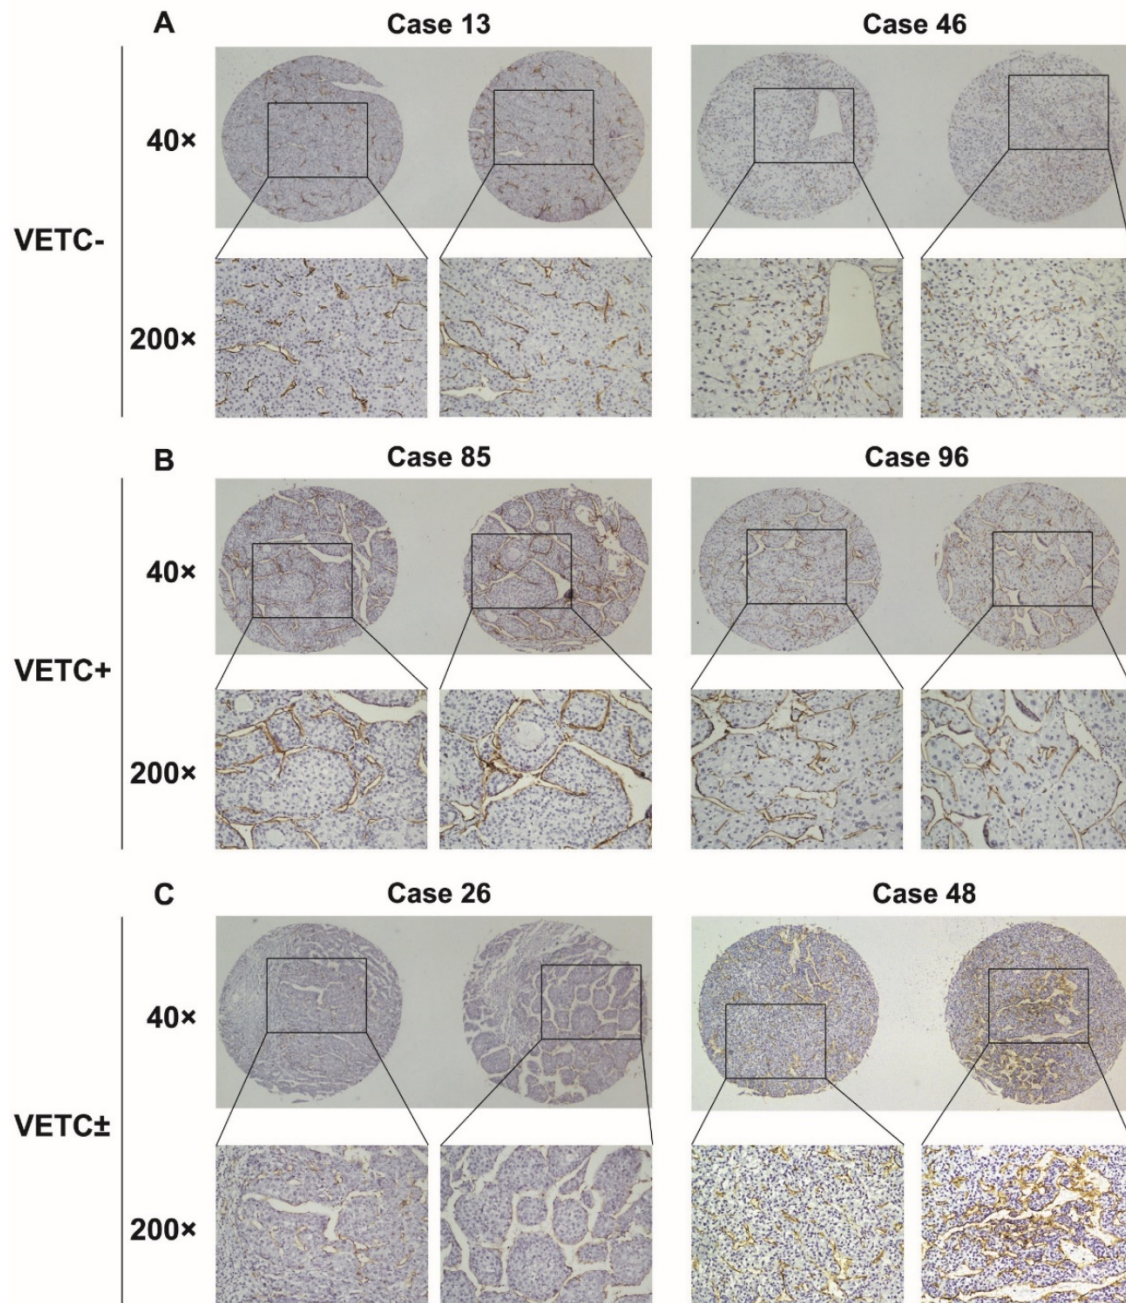 A
Case 13 Case 46
40×
VETC-
200×
B
Case 85 Case 96
40×
VETC+
200×
C
Case 26 Case 48
40×
VETC±
200×